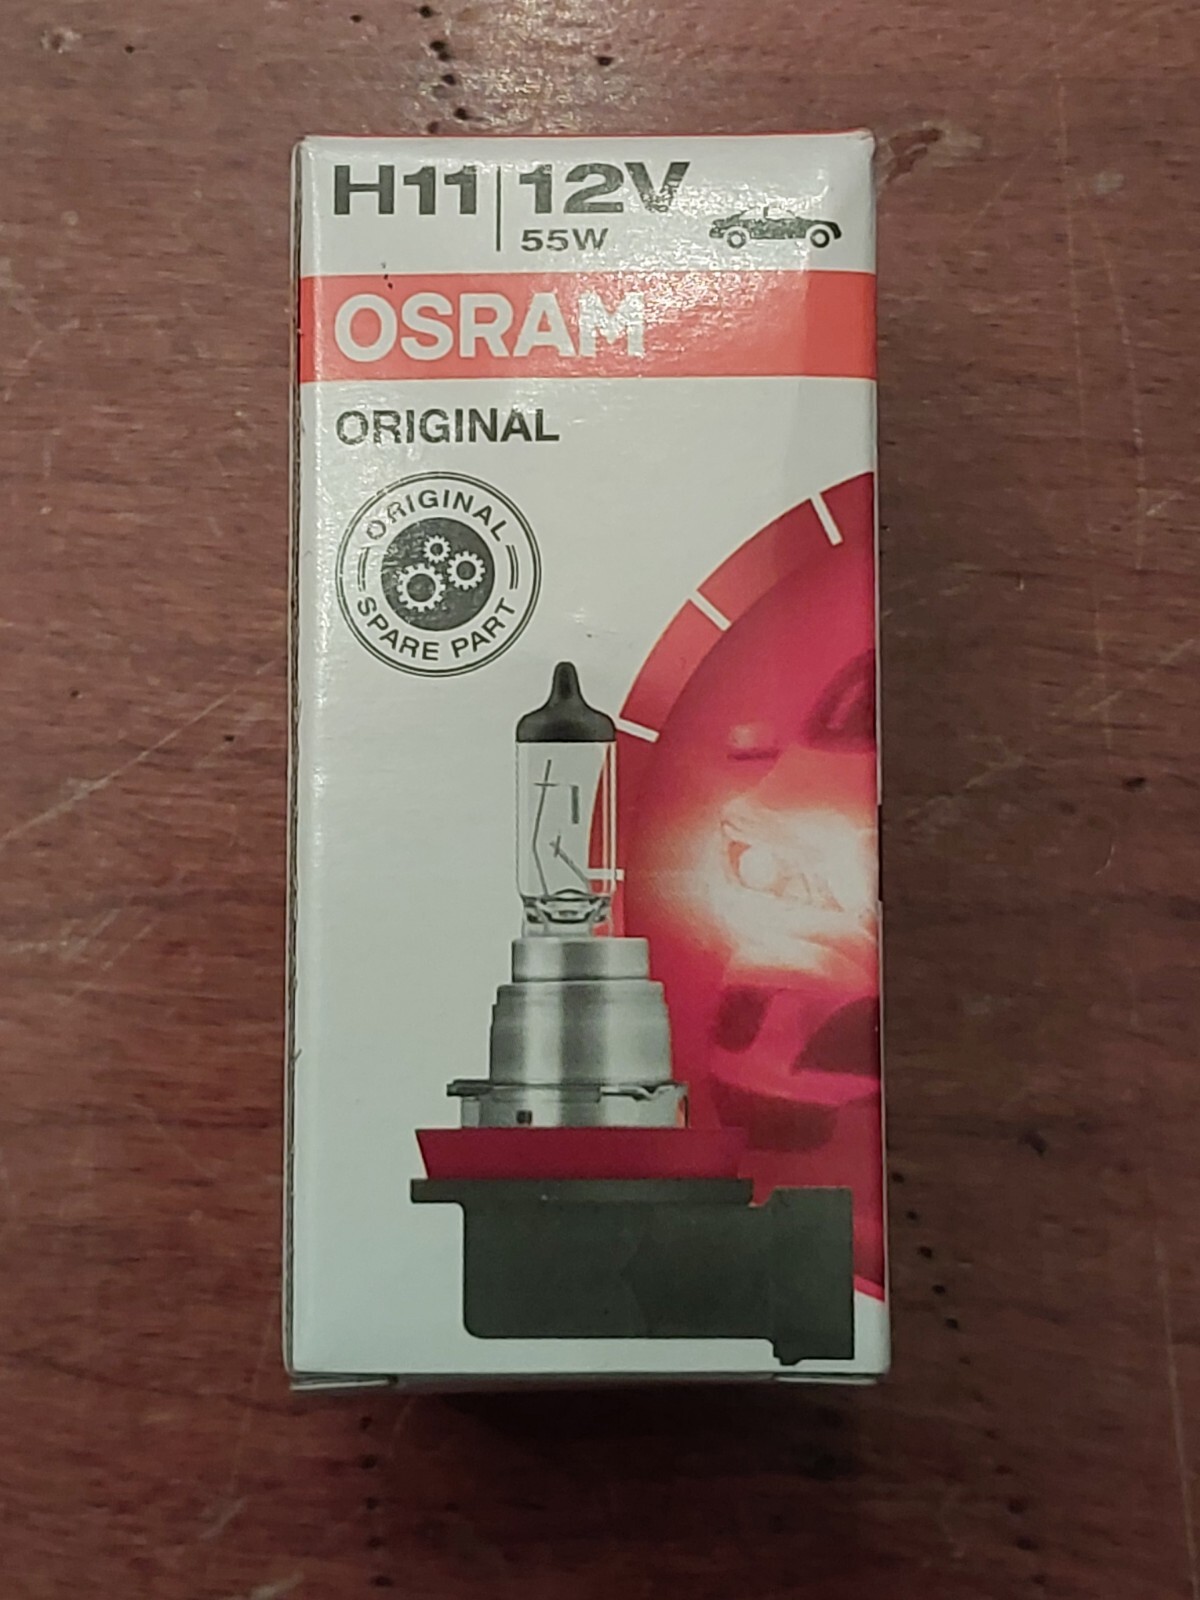 H11 12V
55W
OSRAM
ORIGINAL
ORIGINAL
SPARE PART